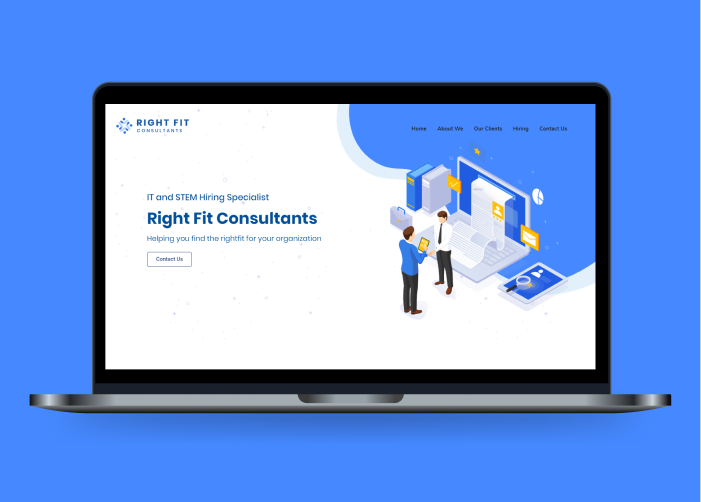 RIGHT FIT
CONSULTANTS
Home About We Our Clients Hiring Contact Us
IT and STEM Hiring Specialist
Right Fit Consultants
Helping you find the rightfit for your organization
Contact Us